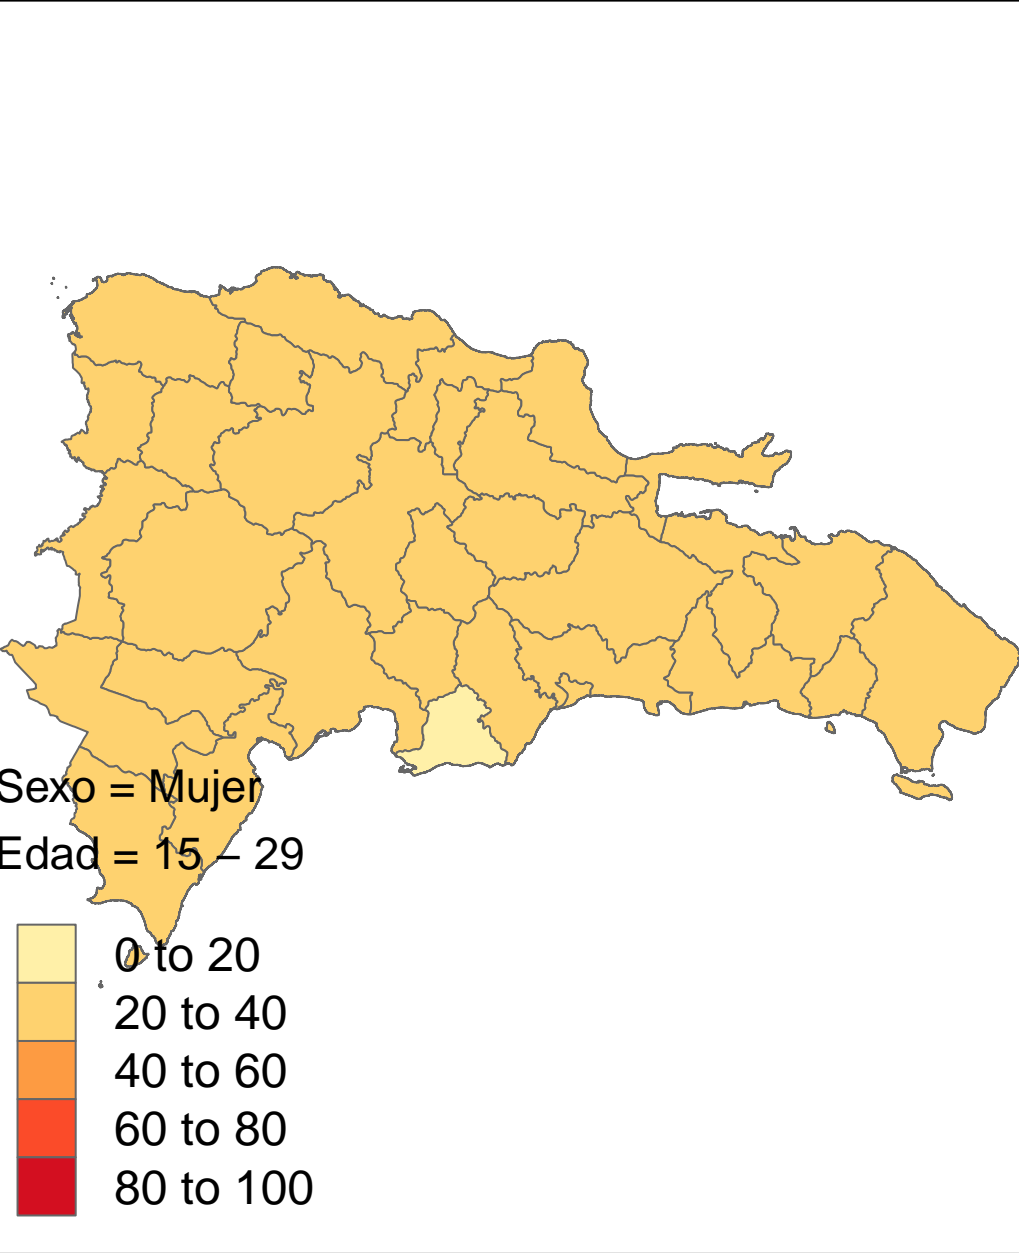 Sexo = Mujer
Edad = 15 – 29
0 to 20
20 to 40
40 to 60
60 to 80
80 to 100